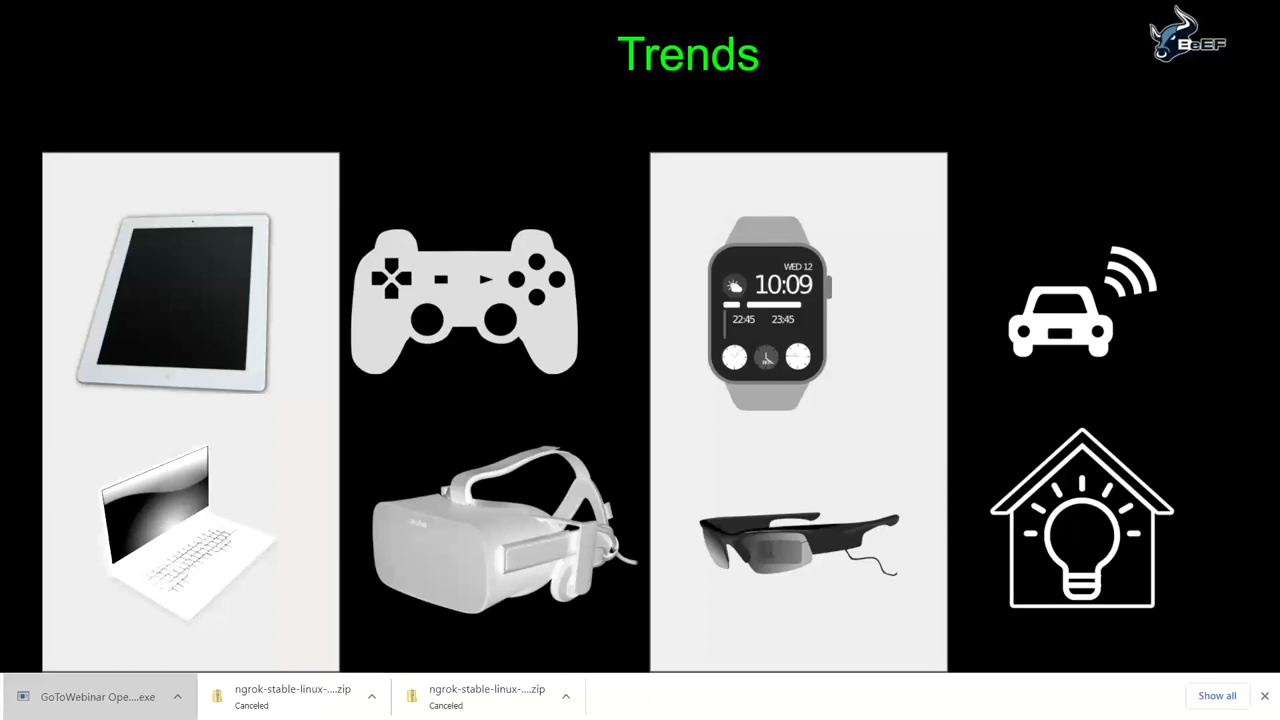 Trends
BeEF
WED 12
10:09
22:45 23:45
GoToWebinar Ope....exe
ngrok-stable-linux-....zip
Canceled
ngrok-stable-linux-....zip
Canceled
Show all